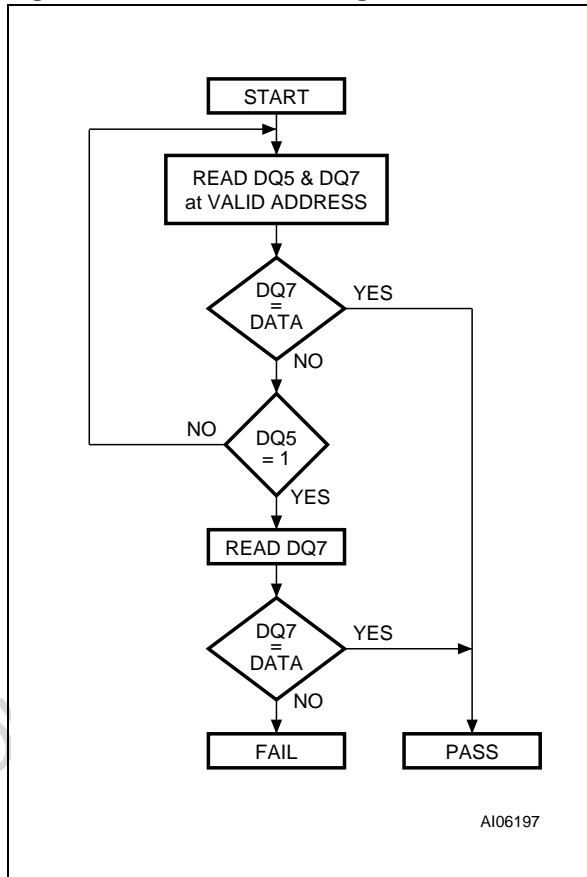 START
READ DQ5 & DQ7
at VALID ADDRESS
DQ7
=
DATA
YES
NO
DQ5
= 1
NO
YES
READ DQ7
DQ7
=
DATA
YES
NO
FAIL
PASS
AI06197